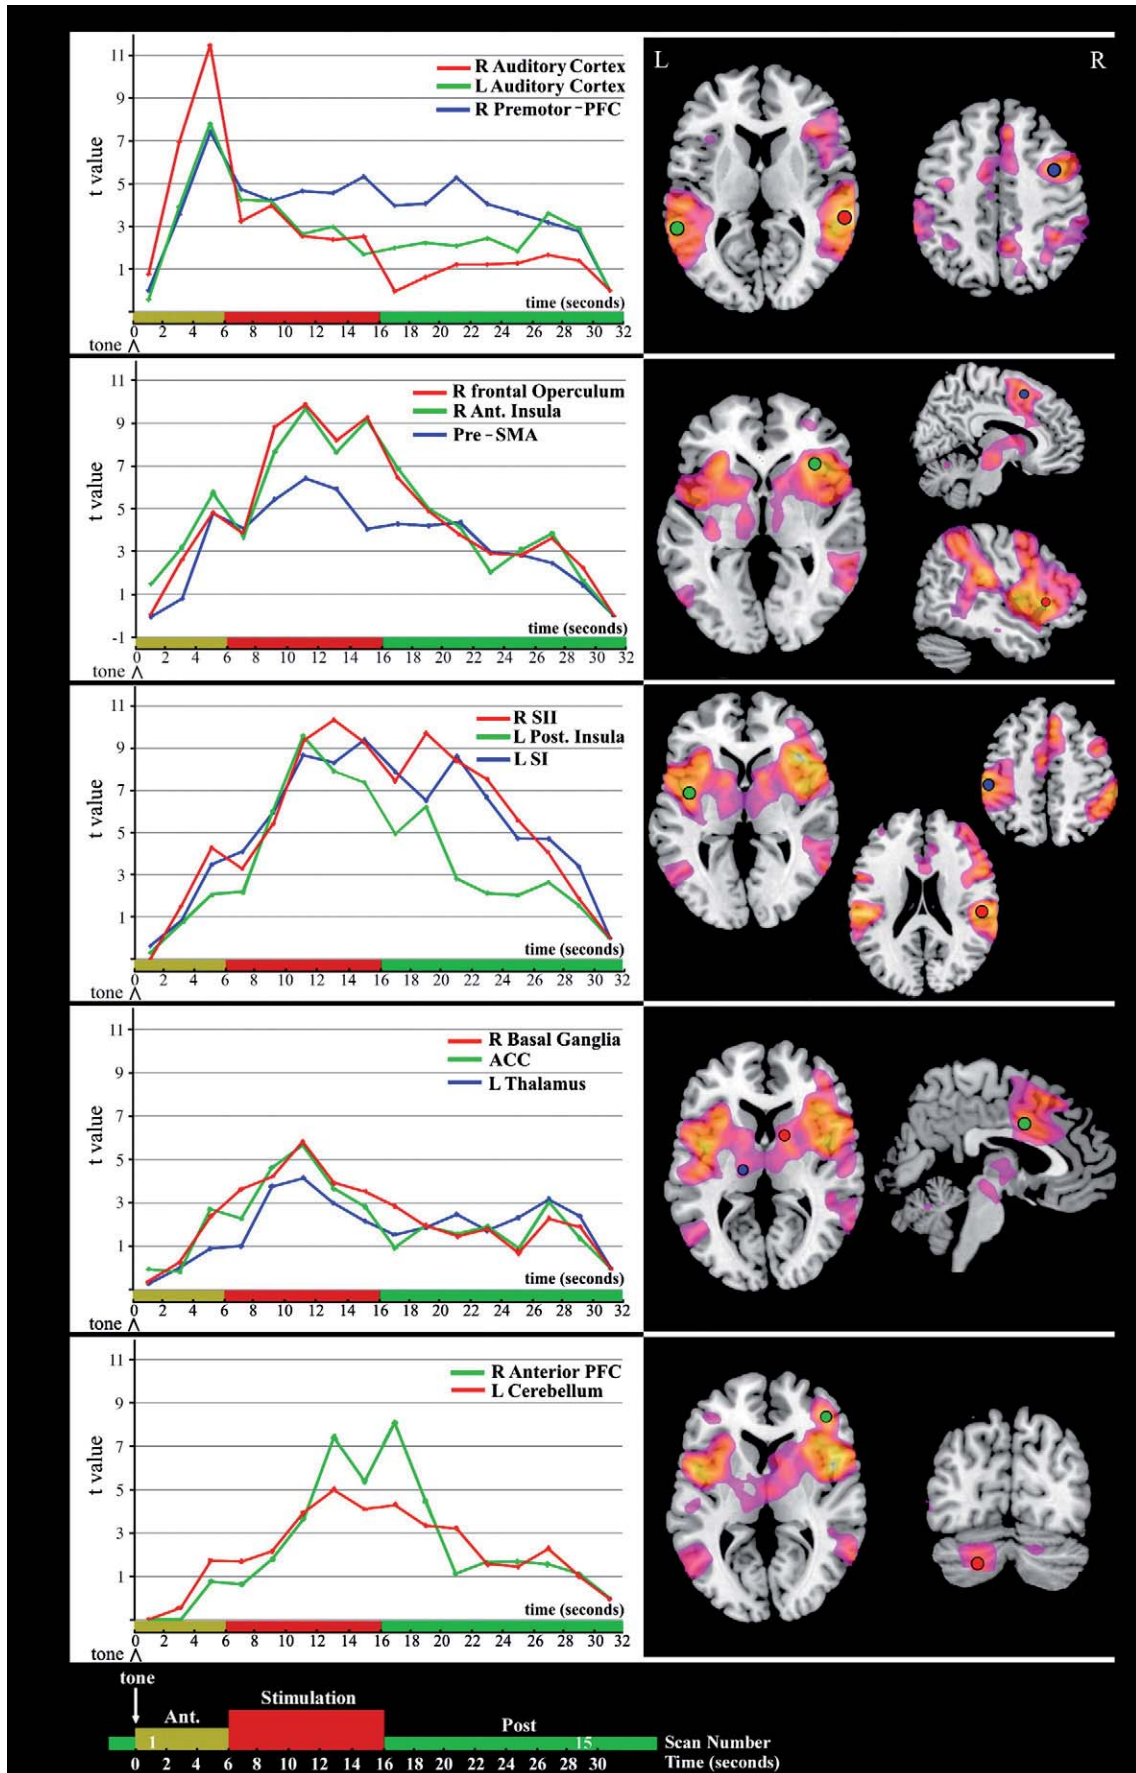 L
R
11
9
7
5
3
1
t value
R Auditory Cortex
L Auditory Cortex
R Premotor-PFC
time (seconds)
0 2 4 6 8 10 12 14 16 18 20 22 24 26 28 30 32
tone
11
9
7
5
3
1
-1
t value
R frontal Operculum
R Ant. Insula
Pre-SMA
time (seconds)
0 2 4 6 8 10 12 14 16 18 20 22 24 26 28 30 32
tone
11
9
7
5
3
1
t value
R SII
L Post. Insula
L SI
time (seconds)
0 2 4 6 8 10 12 14 16 18 20 22 24 26 28 30 32
tone
11
9
7
5
3
1
t value
R Basal Ganglia
ACC
L Thalamus
time (seconds)
0 2 4 6 8 10 12 14 16 18 20 22 24 26 28 30 32
tone
11
9
7
5
3
1
t value
R Anterior PFC
L Cerebellum
time (seconds)
0 2 4 6 8 10 12 14 16 18 20 22 24 26 28 30 32
tone
tone
Ant.
Stimulation
Post
1 15 Scan Number
0 2 4 6 8 10 12 14 16 18 20 22 24 26 28 30 Time (seconds)